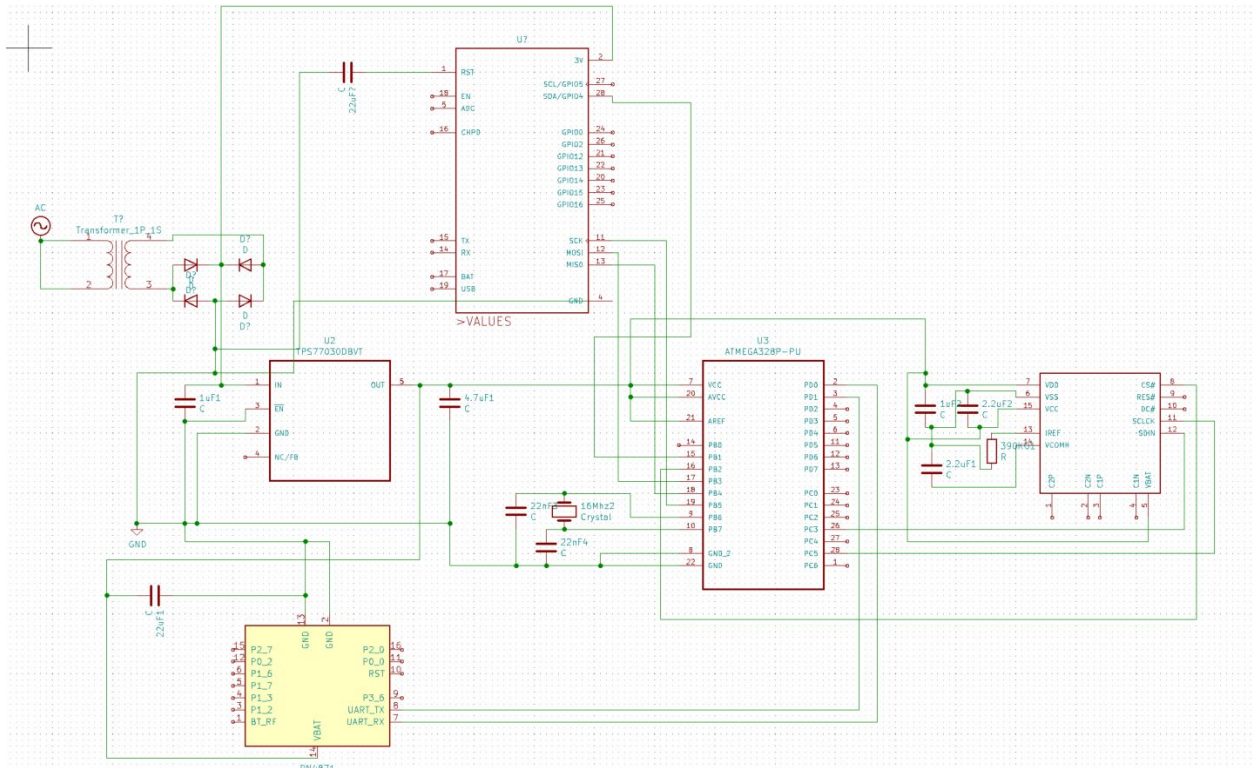 U?
3V 2
1 RST
SCL/GPIO5 27
SDA/GPIO4 28
C
22uF?
18 EN
5 ADC
16 CHPD
GPIO0 24
GPIO2 26
GPIO12 21
GPIO13 22
GPIO14 20
GPIO15 23
GPIO16 25
AC
T?
Transformer_1P_1S
1
4
2
3
D?
D
D?
D?
D
D?
15 TX
14 RX
17 BAT
19 USB
SCK 11
MOSI 12
MISO 13
GND 4
>VALUES
U2
TPS77030DBVT
1 IN
OUT 5
3 EN
2 GND
4 NC/FB
1uF1
C
4.7uF1
C
GND
U3
ATMEGA328P-PU
7 VCC
20 AVCC
21 AREF
14 PB0
15 PB1
16 PB2
17 PB3
18 PB4
19 PB5
9 PB6
10 PB7
8 GND_2
22 GND
PD0 2
PD1 3
PD2 4
PD3 5
PD4 6
PD5 11
PD6 12
PD7 13
PC0 23
PC1 24
PC2 25
PC3 26
PC4 27
PC5 28
PC6 1
C
16Mhz2
Crystal
22nF4
C
7 VDD
6 VSS
15 VCC
13 IREF
VCOMH
CS# 8
RES# 9
DC# 10
SCLCK 11
SDIN 12
C2P
C2N
C1P
C1N
VBAT
1
2
3
4
5
C
2.2uF2
C
2.2uF1
C
R
C
22uF1
13
2
GND
GND
15 P2_7
12 P0_2
6 P1_6
5 P1_7
4 P1_3
3 P1_2
1 BT_RF
P2_0 16
P0_0 11
RST 10
P3_6 9
UART_TX 8
UART_RX 7
VBAT
14